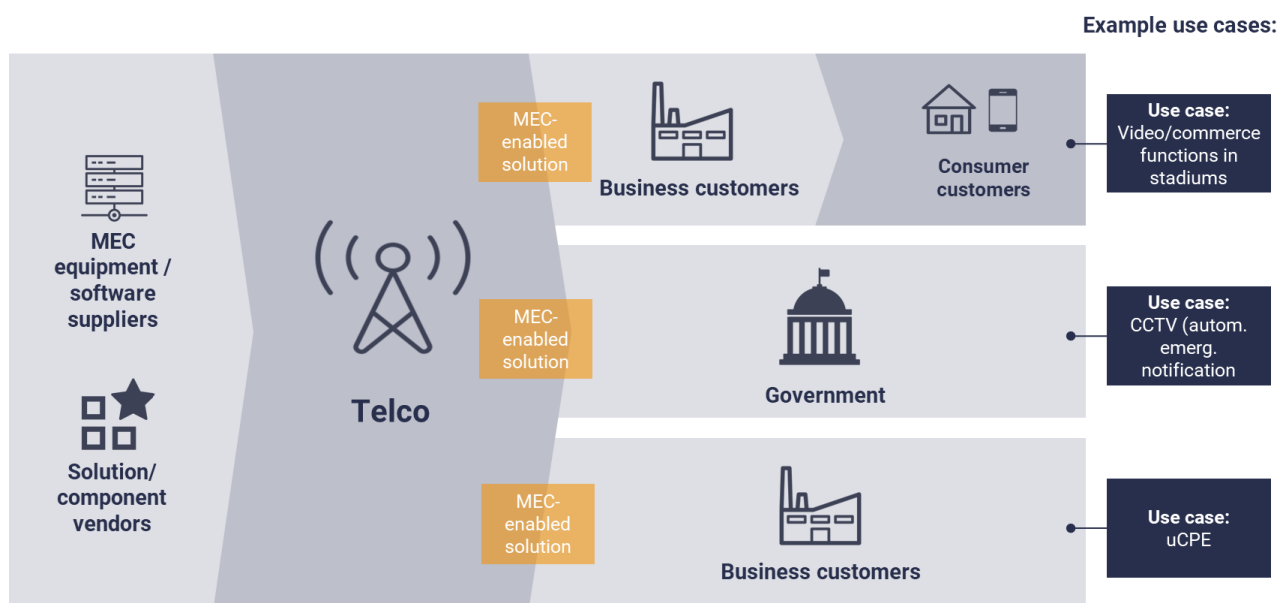 Example use cases:
MEC
equipment /
software
suppliers
Solution/
component
vendors
Telco
MEC-
enabled
solution
Business customers
Consumer
customers
Use case:
Video/commerce
functions in
stadiums
MEC-
enabled
solution
Government
Use case:
CCTV (autom.
emerg.
notification
MEC-
enabled
solution
Business customers
Use case:
uCPE